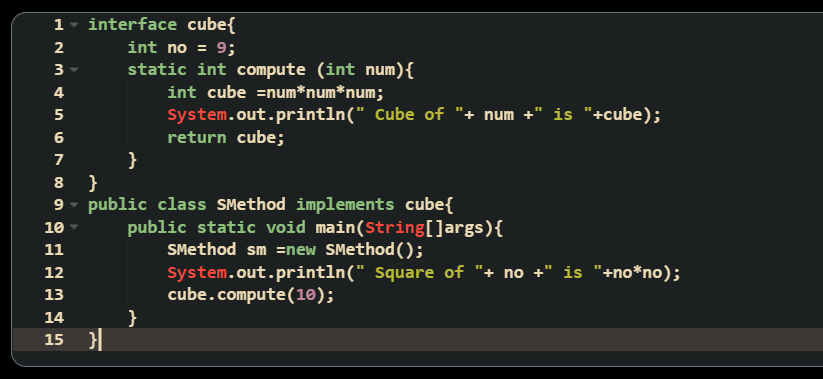 1 interface cube{
2     int no = 9;
3     static int compute (int num){
4         int cube =num*num*num;
5         System.out.println(" Cube of "+ num +" is "+cube);
6         return cube;
7     }
8 }
9 public class SMethod implements cube{
10     public static void main(String[]args){
11         SMethod sm =new SMethod();
12         System.out.println(" Square of "+ no +" is "+no*no);
13         cube.compute(10);
14     }
15 }